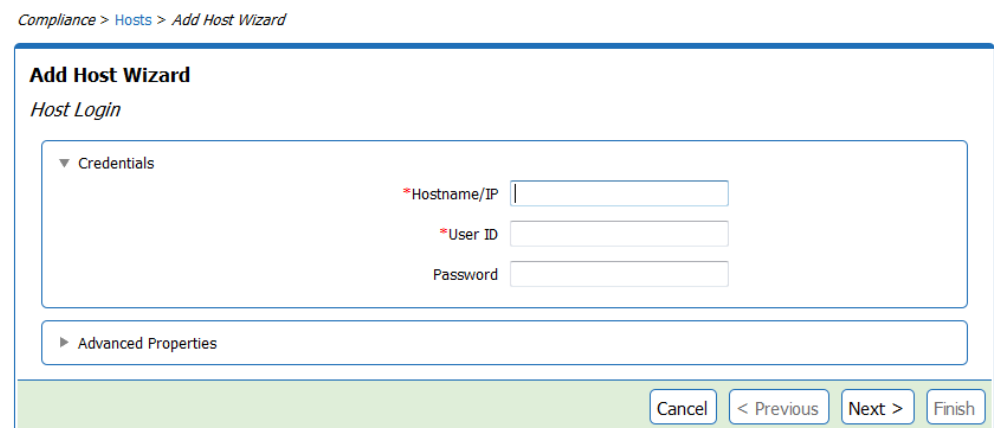 Compliance > Hosts > Add Host Wizard
Add Host Wizard
Host Login
Credentials
*Hostname/IP
*User ID
Password
Advanced Properties
Cancel < Previous Next > Finish